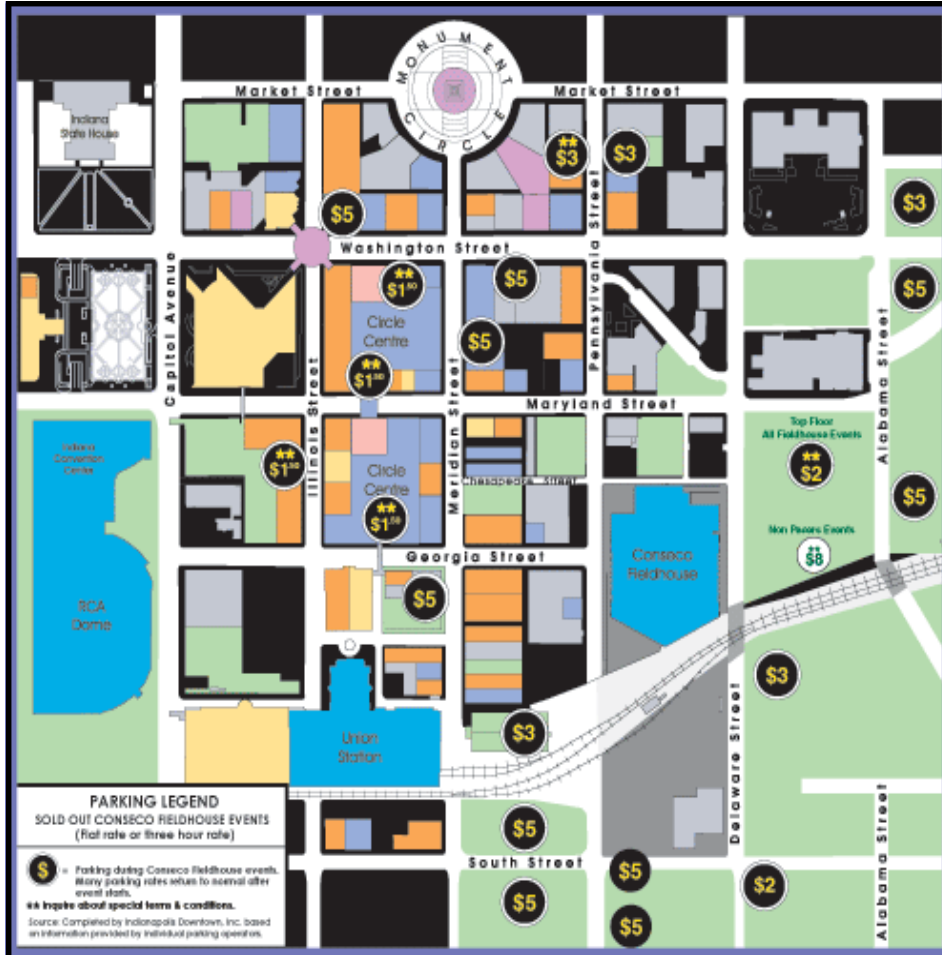 MONUMENT
CIRCLE
Market Street
Market Street
Indiana
State House
**
$3
$3
$3
$5
Washington Street
Capitol Avenue
Illinois Street
Meridian Street
Pennsylvania Street
Alabama Street
**
$1.50
$5
$5
Circle
Centre
$5
**
$1.50
Maryland Street
Indiana
Convention
Center
Top Floor
All Fieldhouse Events
**
$2
**
$1.50
Circle
Centre
Chesapeake Street
$5
**
$1.50
Non Pacers Events
**
$8
Georgia Street
Conseco
Fieldhouse
RCA
Dome
$5
$3
Delaware Street
Union
Station
$3
Alabama Street
$5
South Street
$5
$2
$5
$5
PARKING LEGEND
SOLD OUT CONSECO FIELDHOUSE EVENTS
(Flat rate or three hour rate)
$ = Parking during Conseco Fieldhouse events.
Many parking rates return to normal after
event starts.
** Inquire about special terms & conditions.
Source: Completed by Indianapolis Downtown, Inc. based
on information provided by individual parking operators.